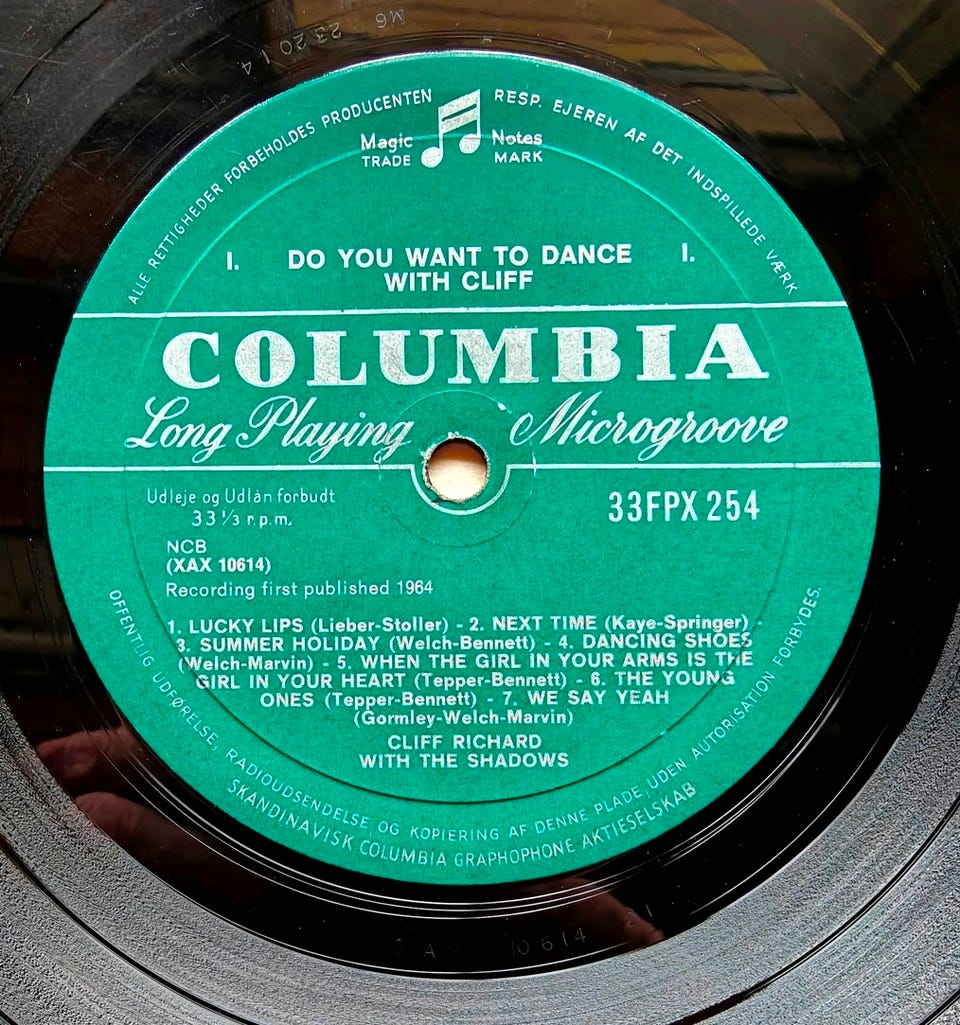 M6 23201 4
ALLE RETTIGHEDER FORBEHOLDES PRODUCENTEN RESP. EJEREN AF DET INDSPILLEDE VÆRK
Magic Notes
TRADE MARK
I. DO YOU WANT TO DANCE I.
WITH CLIFF
COLUMBIA
Long Playing Microgroove
Udleje og Udlån forbudt
33⅓ r.p.m.
33FPX 254
NCB
(XAX 10614)
Recording first published 1964
1. LUCKY LIPS (Lieber-Stoller) - 2. NEXT TIME (Kaye-Springer) -
3. SUMMER HOLIDAY (Welch-Bennett) - 4. DANCING SHOES
(Welch-Marvin) - 5. WHEN THE GIRL IN YOUR ARMS IS THE
GIRL IN YOUR HEART (Tepper-Bennett) - 6. THE YOUNG
ONES (Tepper-Bennett) - 7. WE SAY YEAH
(Gormley-Welch-Marvin)
CLIFF RICHARD
WITH THE SHADOWS
OFFENTLIG UDFØRELSE, RADIOUDSENDELSE OG KOPIERING AF DENNE PLADE UDEN AUTORISATION FORBYDES.
SKANDINAVISK COLUMBIA GRAPHOPHONE AKTIESELSKAB
10614